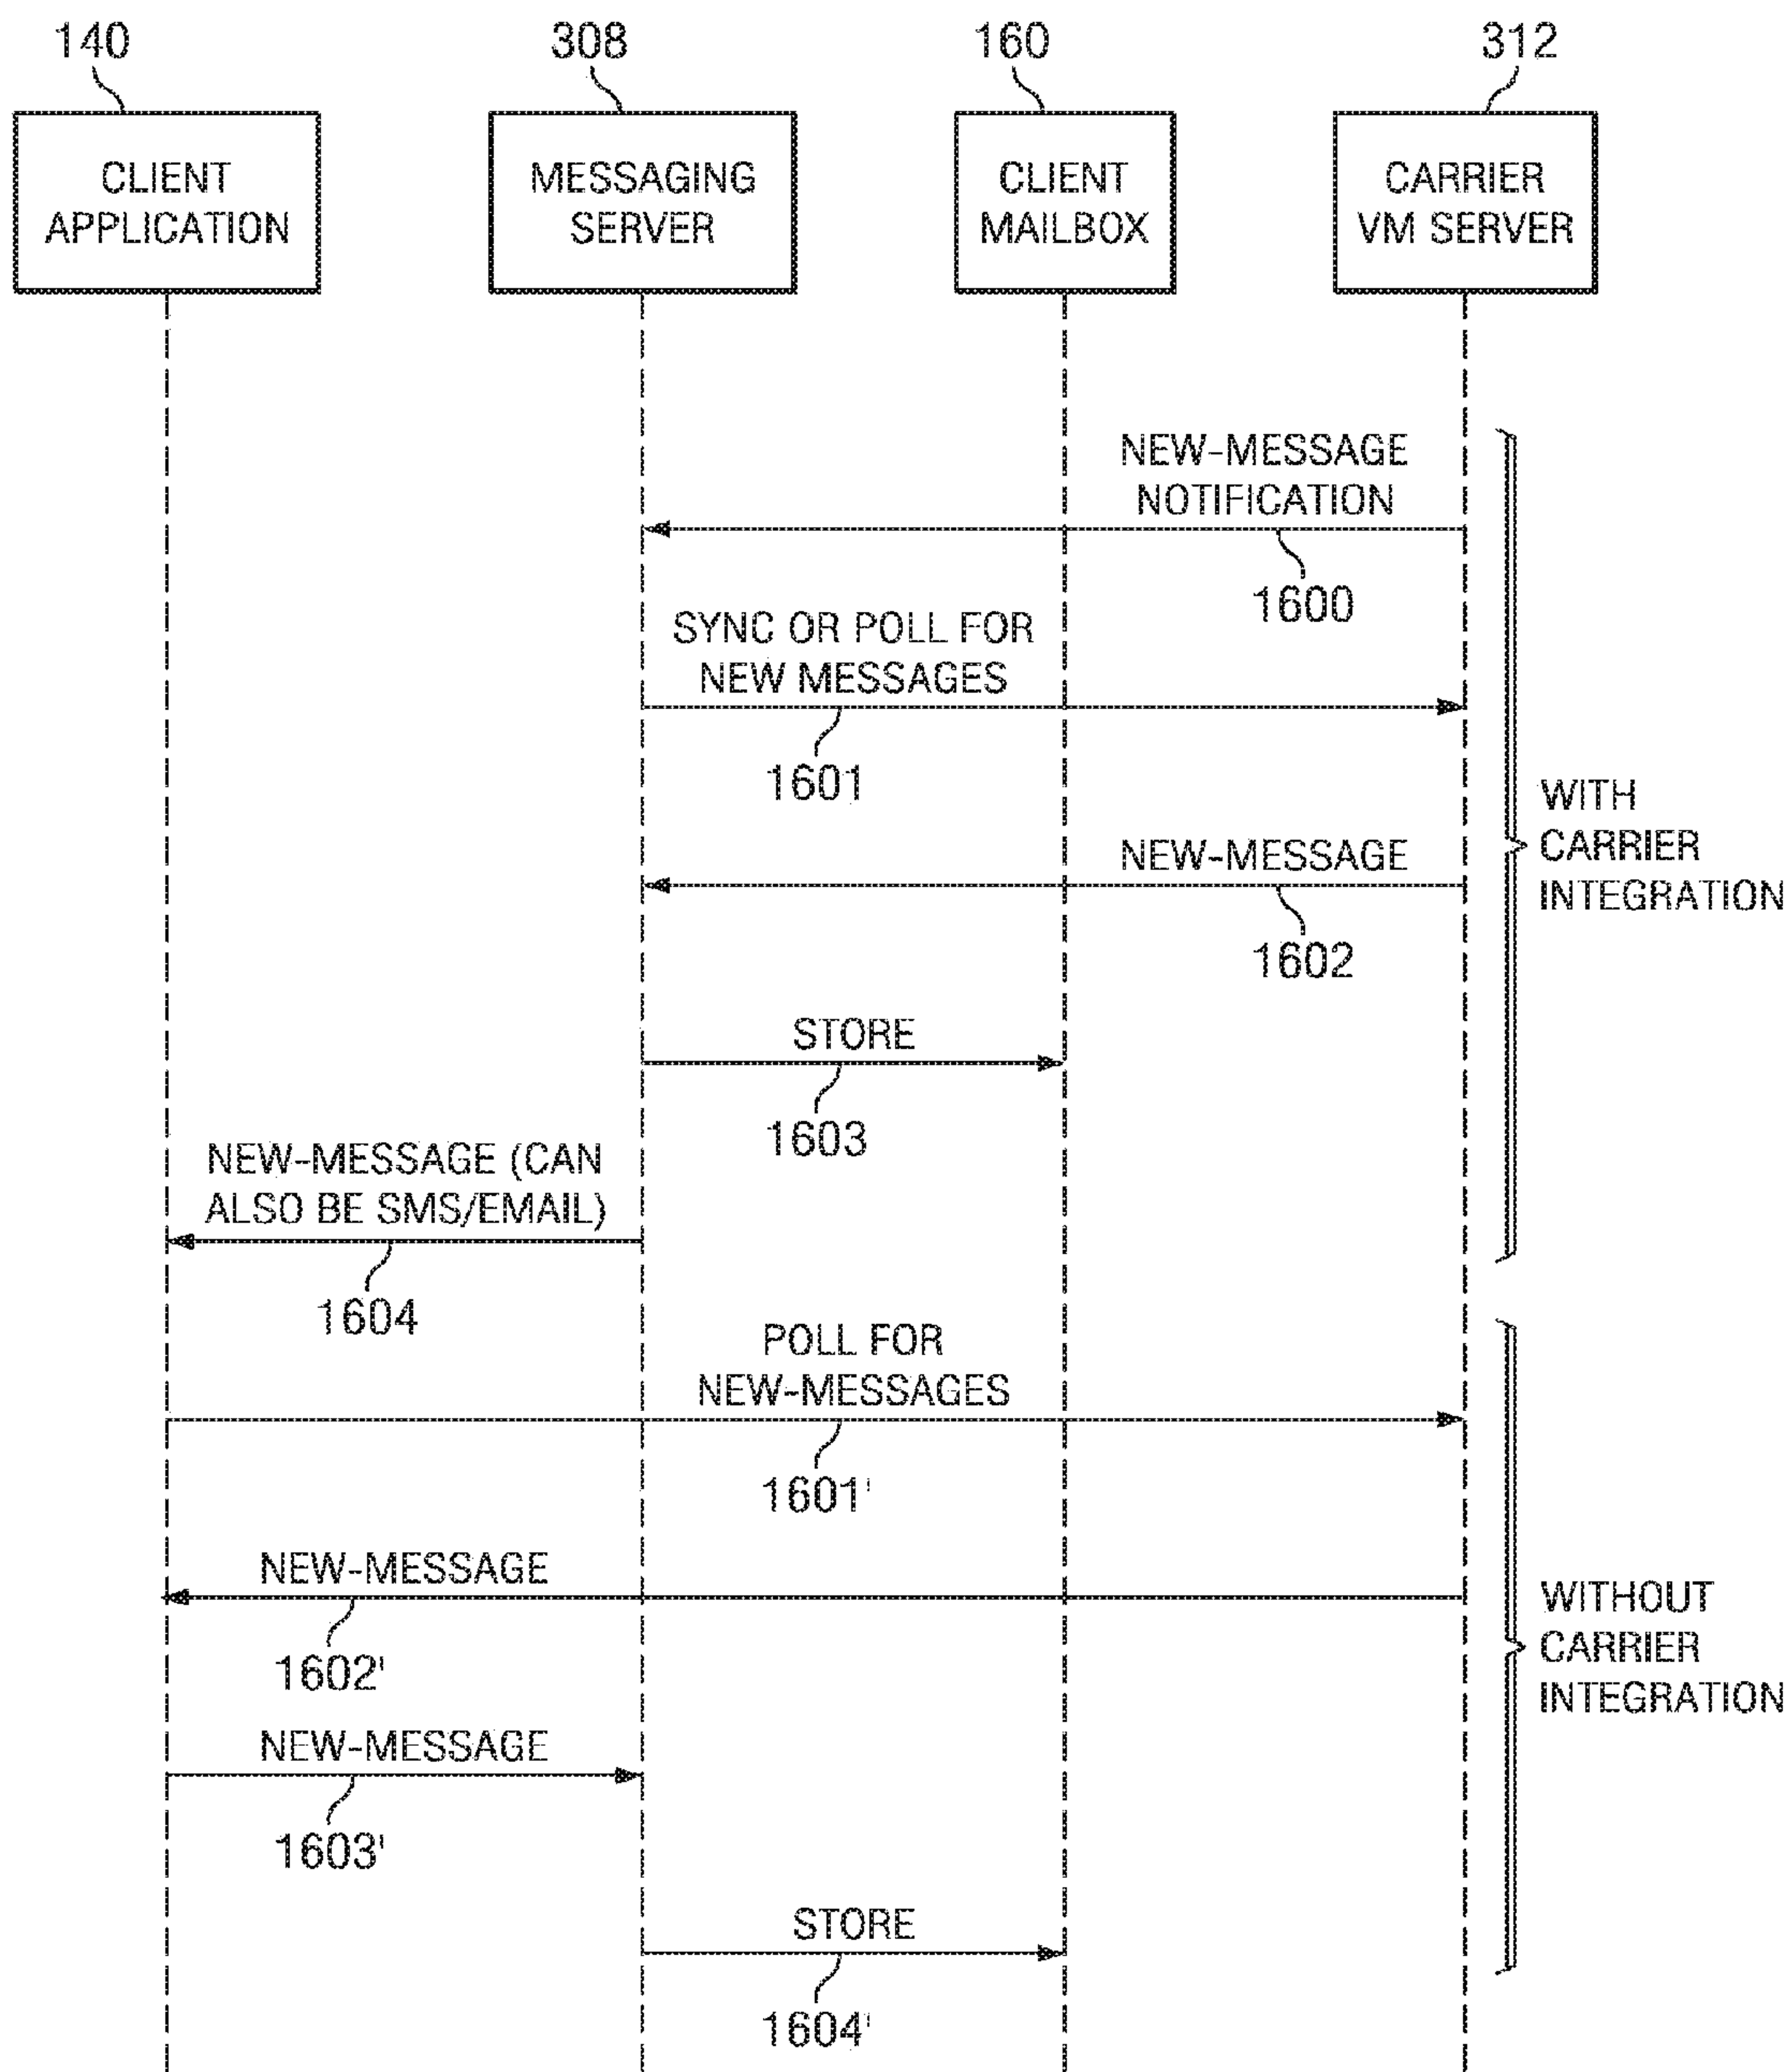 140
308
160
312
CLIENT
APPLICATION
MESSAGING
SERVER
CLIENT
MAILBOX
CARRIER
VM SERVER
NEW-MESSAGE
NOTIFICATION
1600
SYNC OR POLL FOR
NEW MESSAGES
1601
WITH
CARRIER
INTEGRATION
NEW-MESSAGE
1602
STORE
1603
NEW-MESSAGE (CAN
ALSO BE SMS/EMAIL)
1604
POLL FOR
NEW-MESSAGES
1601'
NEW-MESSAGE
1602'
WITHOUT
CARRIER
INTEGRATION
NEW-MESSAGE
1603'
STORE
1604'